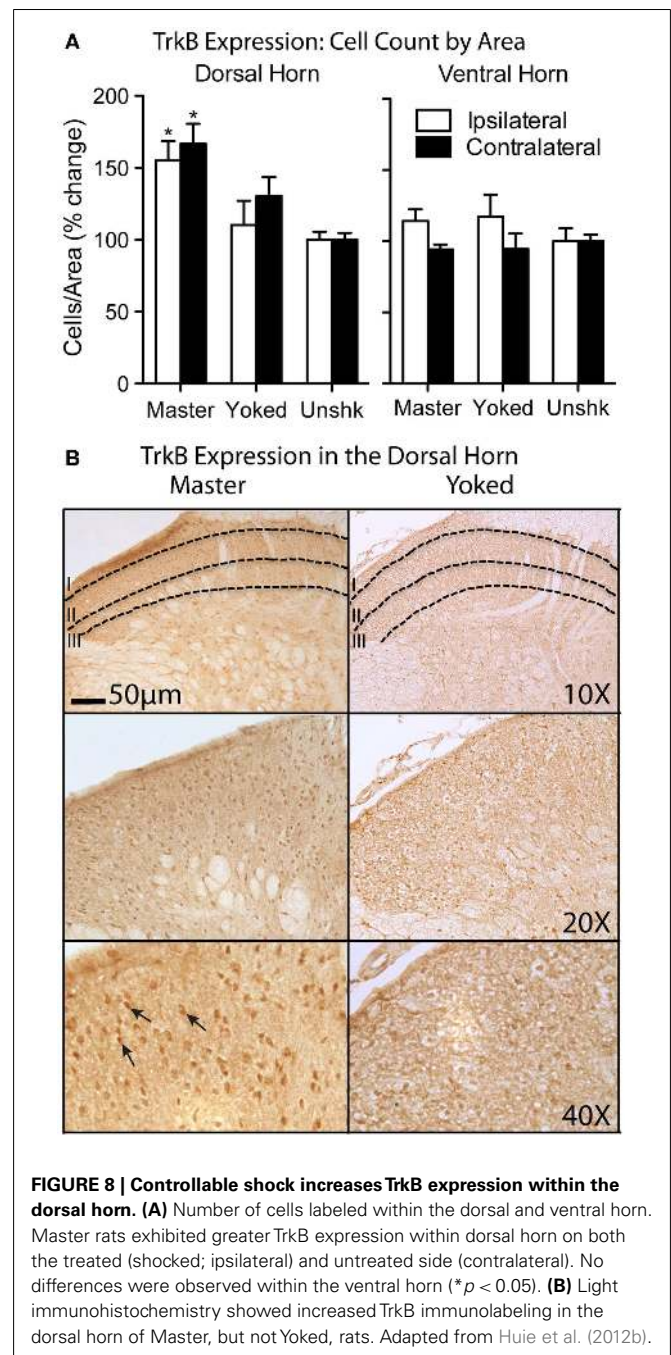 A TrkB Expression: Cell Count by Area
Dorsal Horn Ventral Horn
Cells/Area (% change)
200
150
100
50
0
* *
Ipsilateral
Contralateral
Master Yoked Unshk Master Yoked Unshk
B TrkB Expression in the Dorsal Horn
Master Yoked
I I
II II
III III
50µm 10X
20X
40X
FIGURE 8 | Controllable shock increases TrkB expression within the
dorsal horn. (A) Number of cells labeled within the dorsal and ventral horn.
Master rats exhibited greater TrkB expression within dorsal horn on both
the treated (shocked; ipsilateral) and untreated side (contralateral). No
differences were observed within the ventral horn (*p < 0.05). (B) Light
immunohistochemistry showed increased TrkB immunolabeling in the
dorsal horn of Master, but not Yoked, rats. Adapted from Huie et al. (2012b).